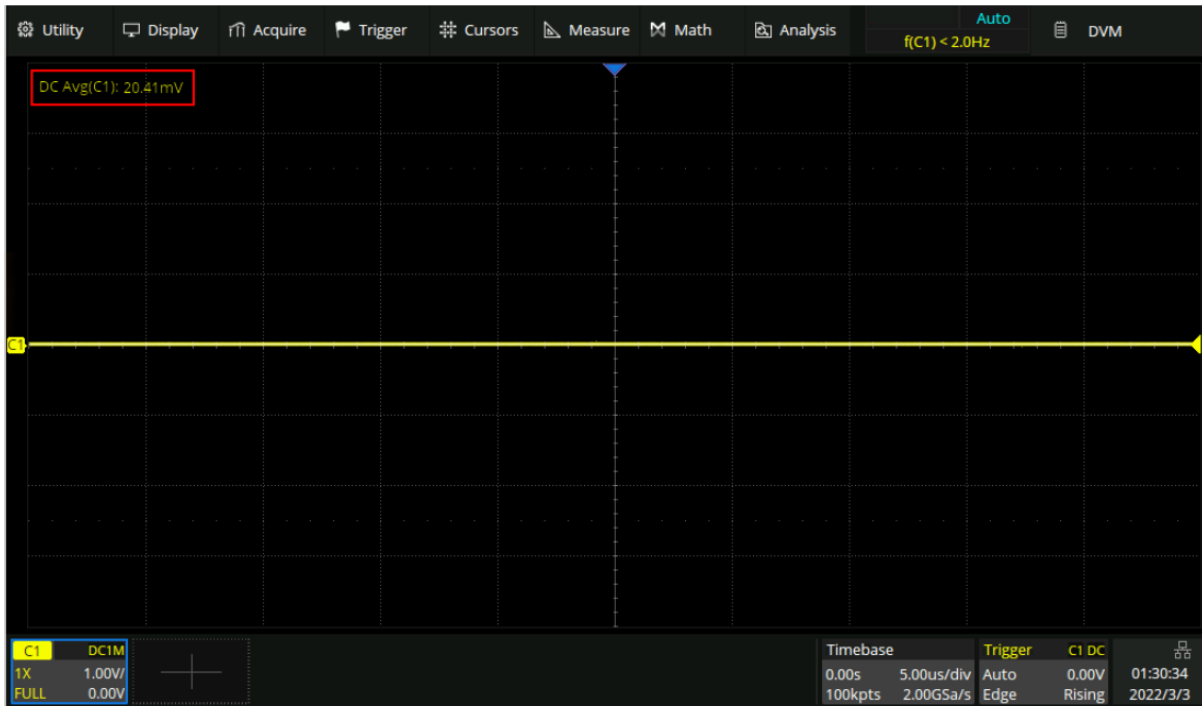 Utility Display Acquire Trigger Cursors Measure Math Analysis Auto DVM
f(C1) < 2.0Hz
DC Avg(C1): 20.41mV
C1
C1 DC1M
1X 1.00V/
FULL 0.00V
Timebase
0.00s 5.00us/div
100kpts 2.00GSa/s
Trigger C1 DC
Auto 0.00V
Edge Rising
01:30:34
2022/3/3